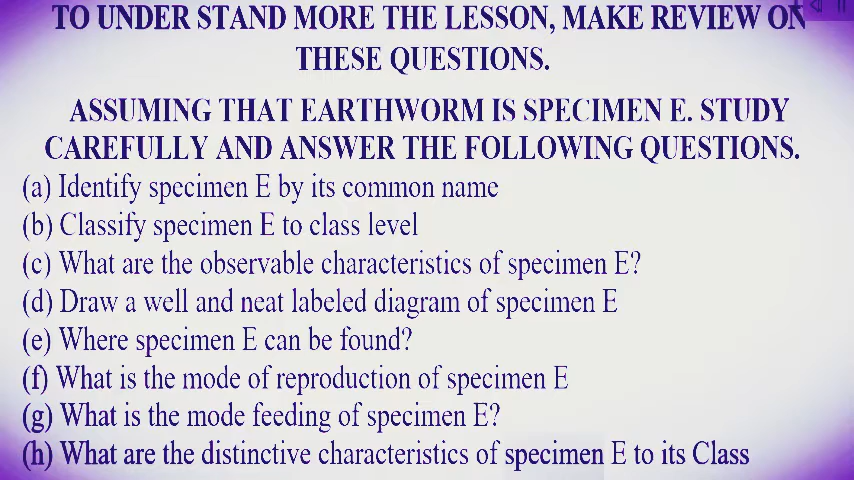 TO UNDER STAND MORE THE LESSON, MAKE REVIEW ON
THESE QUESTIONS.
ASSUMING THAT EARTHWORM IS SPECIMEN E. STUDY
CAREFULLY AND ANSWER THE FOLLOWING QUESTIONS.
(a) Identify specimen E by its common name
(b) Classify specimen E to class level
(c) What are the observable characteristics of specimen E?
(d) Draw a well and neat labeled diagram of specimen E
(e) Where specimen E can be found?
(f) What is the mode of reproduction of specimen E
(g) What is the mode feeding of specimen E?
(h) What are the distinctive characteristics of specimen E to its Class